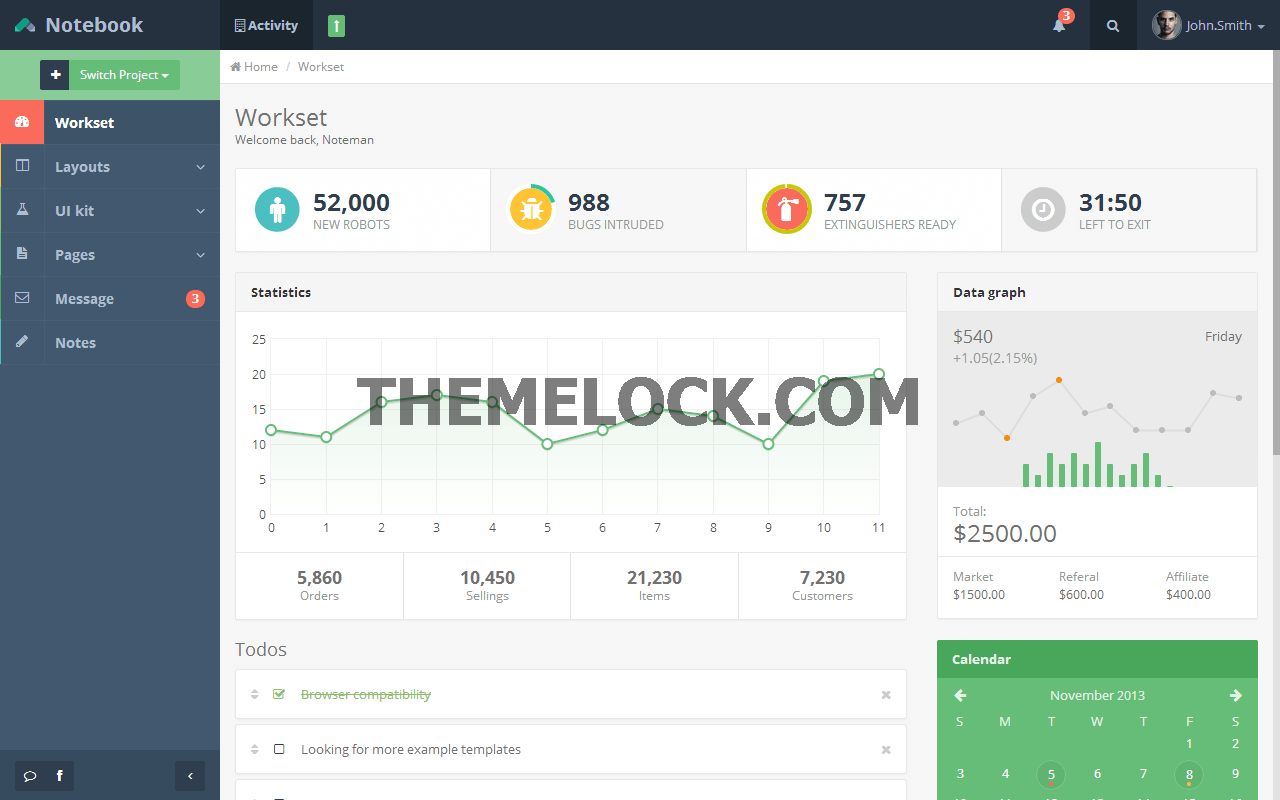 Notebook
Activity
3
John.Smith
Switch Project
Home / Workset
Workset
Layouts
UI kit
Pages
Message 3
Notes
Workset
Welcome back, Noteman
52,000
NEW ROBOTS
988
BUGS INTRUDED
757
EXTINGUISHERS READY
31:50
LEFT TO EXIT
Statistics
25
20
15
10
5
0
0 1 2 3 4 5 6 7 8 9 10 11
THEMELOCK.COM
5,860
Orders
10,450
Sellings
21,230
Items
7,230
Customers
Data graph
$540
Friday
+1.05(2.15%)
Total:
$2500.00
Market
$1500.00
Referal
$600.00
Affiliate
$400.00
Todos
Browser compatibility
Looking for more example templates
Calendar
November 2013
S M T W T F S
1 2
3 4 5 6 7 8 9